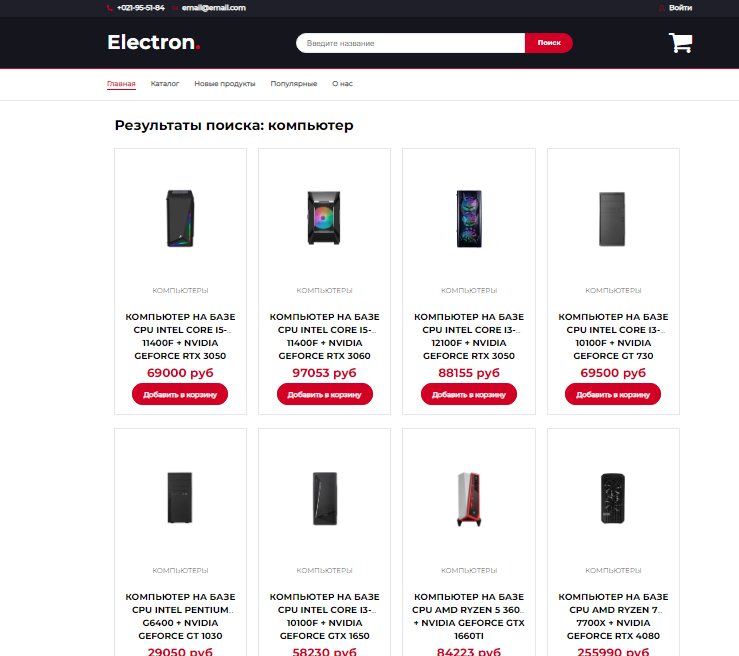 +021-95-51-84 email@email.com Войти
Electron.
Введите название Поиск
Главная Каталог Новые продукты Популярные О нас
Результаты поиска: компьютер
КОМПЬЮТЕРЫ КОМПЬЮТЕРЫ КОМПЬЮТЕРЫ КОМПЬЮТЕРЫ
КОМПЬЮТЕР НА БАЗЕ
CPU INTEL CORE I5-...
11400F + NVIDIA
GEFORCE RTX 3050
69000 руб
Добавить в корзину
КОМПЬЮТЕР НА БАЗЕ
CPU INTEL CORE I5-...
11400F + NVIDIA
GEFORCE RTX 3060
97053 руб
Добавить в корзину
КОМПЬЮТЕР НА БАЗЕ
CPU INTEL CORE I3-...
12100F + NVIDIA
GEFORCE RTX 3050
88155 руб
Добавить в корзину
КОМПЬЮТЕР НА БАЗЕ
CPU INTEL CORE I3-...
10100F + NVIDIA
GEFORCE GT 730
69500 руб
Добавить в корзину
КОМПЬЮТЕРЫ КОМПЬЮТЕРЫ КОМПЬЮТЕРЫ КОМПЬЮТЕРЫ
КОМПЬЮТЕР НА БАЗЕ
CPU INTEL PENTIUM...
G6400 + NVIDIA
GEFORCE GT 1030
29050 руб
КОМПЬЮТЕР НА БАЗЕ
CPU INTEL CORE I3-...
10100F + NVIDIA
GEFORCE GTX 1650
58230 руб
КОМПЬЮТЕР НА БАЗЕ
CPU AMD RYZEN 5 360...
+ NVIDIA GEFORCE GTX
1660TI
84223 руб
КОМПЬЮТЕР НА БАЗЕ
CPU AMD RYZEN 7...
7700X + NVIDIA
GEFORCE RTX 4080
255990 руб